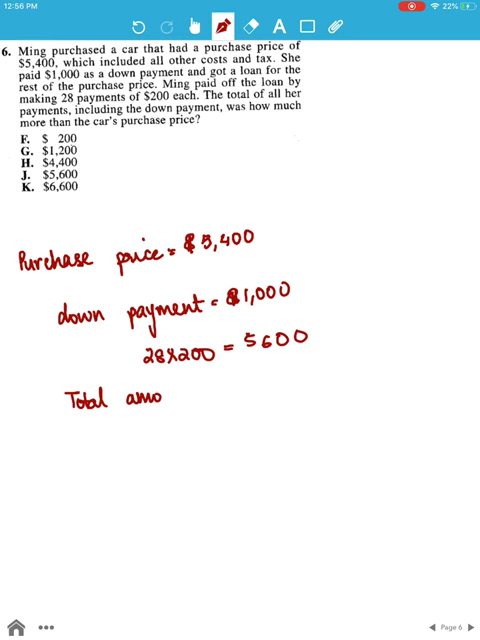 12:56 PM
22%
A
6. Ming purchased a car that had a purchase price of
$5,400, which included all other costs and tax. She
paid $1,000 as a down payment and got a loan for the
rest of the purchase price. Ming paid off the loan by
making 28 payments of $200 each. The total of all her
payments, including the down payment, was how much
more than the car's purchase price?
F. $ 200
G. $1,200
H. $4,400
J. $5,600
K. $6,600
Purchase price = $5,400
down payment = $1,000
28x200 = 5600
Total amo
Page 6